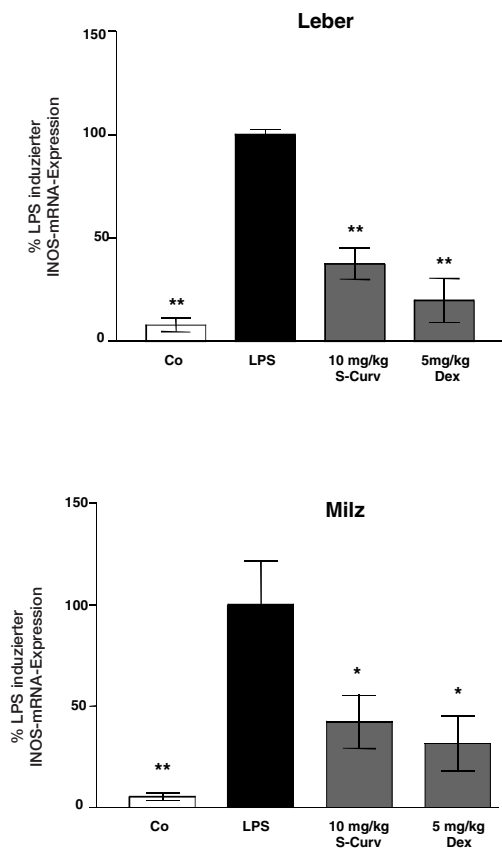 Leber
% LPS induzierter
INOS-mRNA-Expression
150
100
50
0
**
**
**
Co
LPS
10 mg/kg
S-Curv
5mg/kg
Dex
Milz
% LPS induzierter
INOS-mRNA-Expression
150
100
50
0
**
*
*
Co
LPS
10 mg/kg
S-Curv
5 mg/kg
Dex